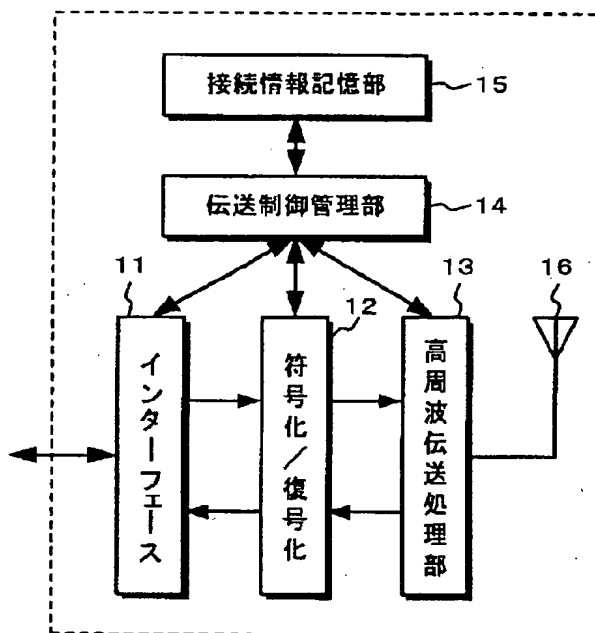 接続情報記憶部
15
伝送制御管理部
14
11
12
13
16
インターフェース
符号化/復号化
高周波伝送処理部